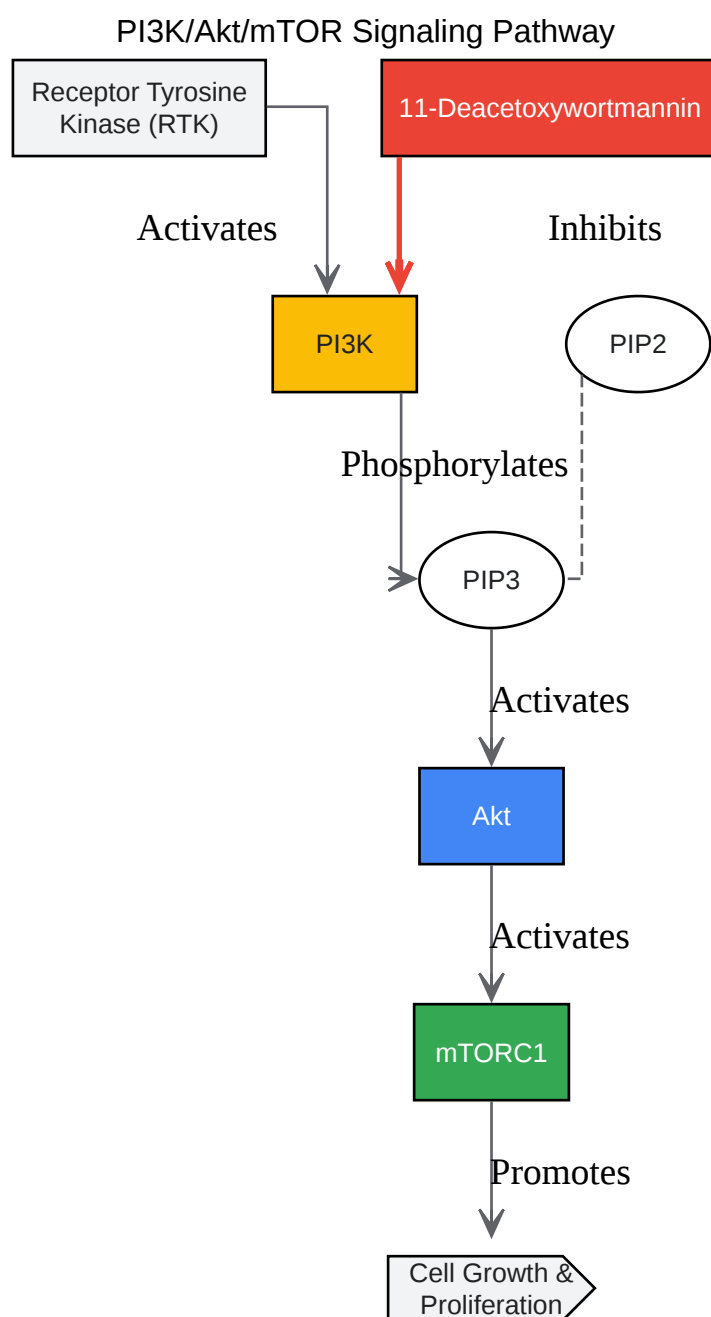 PI3K/Akt/mTOR Signaling Pathway
Receptor Tyrosine
Kinase (RTK)
11-Deacetoxywortmannin
Activates
Inhibits
PI3K
PIP2
Phosphorylates
PIP3
Activates
Akt
Activates
mTORC1
Promotes
Cell Growth &
Proliferation